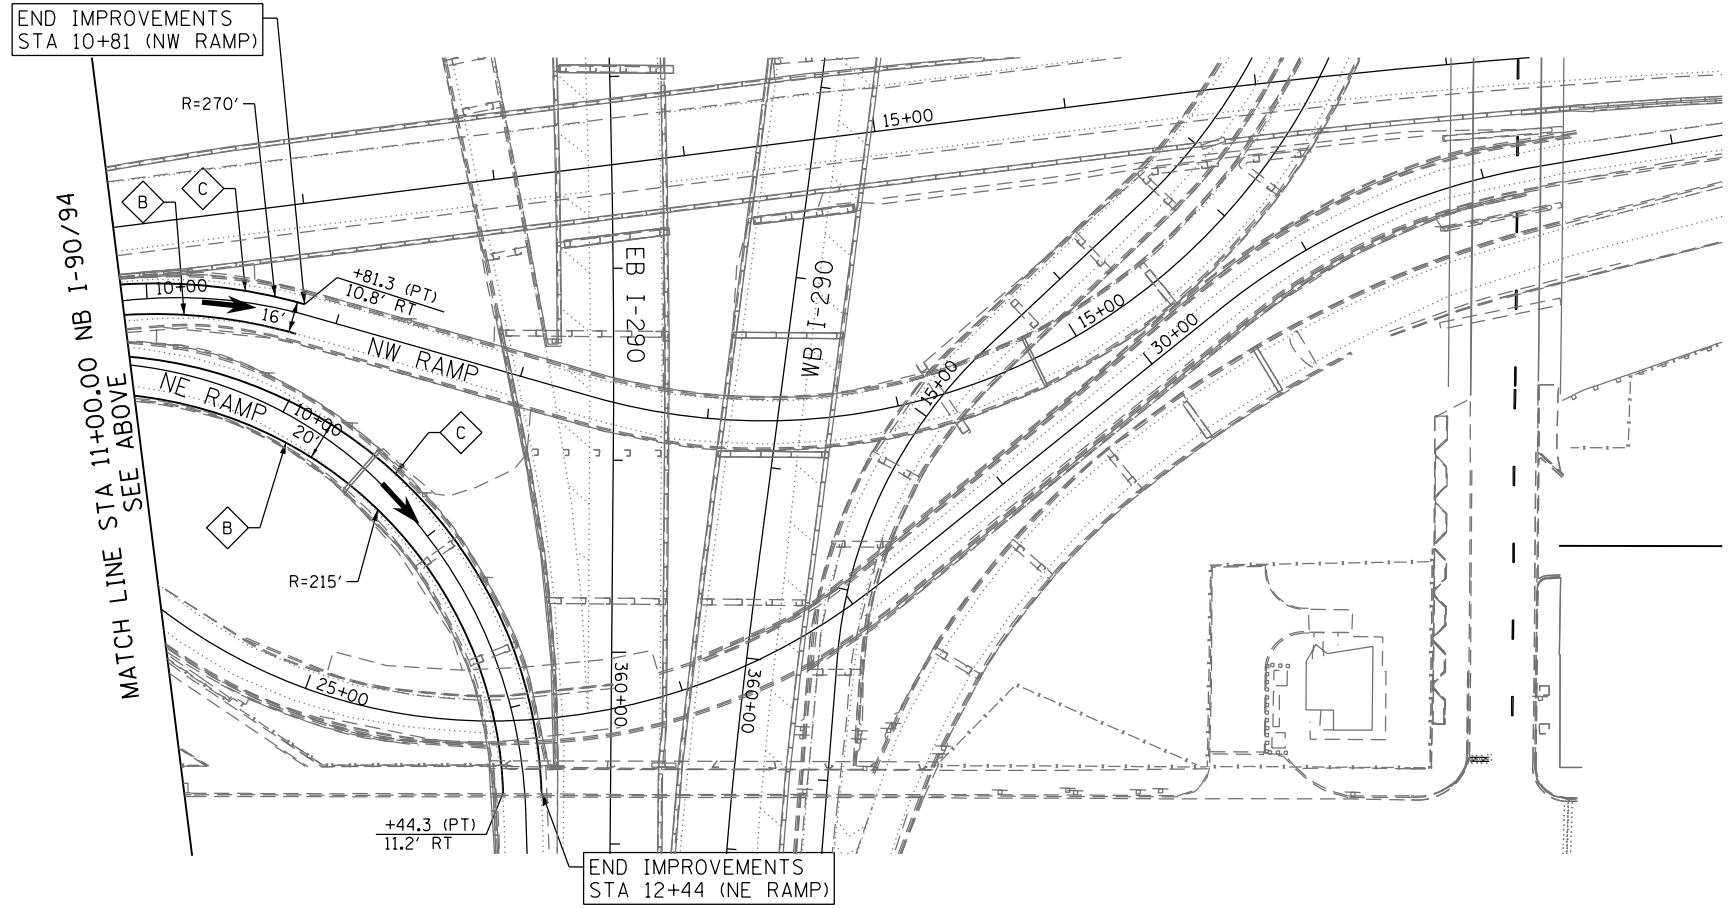 END IMPROVEMENTS
STA 10+81 (NW RAMP)
R=270'
15+00
C
B
10+00
+81.3 (PT)
10.8' RT
16'
NW RAMP
EB I-290
WB I-290
15+00
30+00
15+00
MATCH LINE STA 11+00.00 NB I-90/94
SEE ABOVE
NE RAMP
10+00
20'
C
B
R=215'
25+00
360+00
360+00
+44.3 (PT)
11.2' RT
END IMPROVEMENTS
STA 12+44 (NE RAMP)